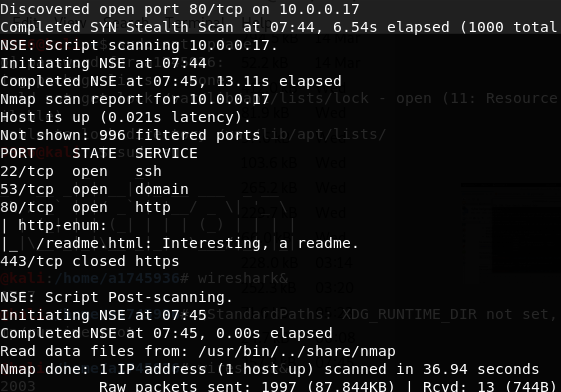 Discovered open port 80/tcp on 10.0.0.17
Completed SYN Stealth Scan at 07:44, 6.54s elapsed (1000 total
NSE: Script scanning 10.0.0.17.
Initiating NSE at 07:44
Completed NSE at 07:45, 13.11s elapsed
Nmap scan report for 10.0.0.17
Host is up (0.021s latency).
Not shown: 996 filtered ports
PORT    STATE  SERVICE
22/tcp  open   ssh
53/tcp  open   domain
80/tcp  open   http
| http-enum:
|_  /readme.html: Interesting, a readme.
443/tcp closed https
@kali:/home/a1745936# wireshark&
NSE: Script Post-scanning.
Initiating NSE at 07:45
Completed NSE at 07:45, 0.00s elapsed
Read data files from: /usr/bin/../share/nmap
Nmap done: 1 IP address (1 host up) scanned in 36.94 seconds
Raw packets sent: 1997 (87.844KB) | Rcvd: 13 (744B)